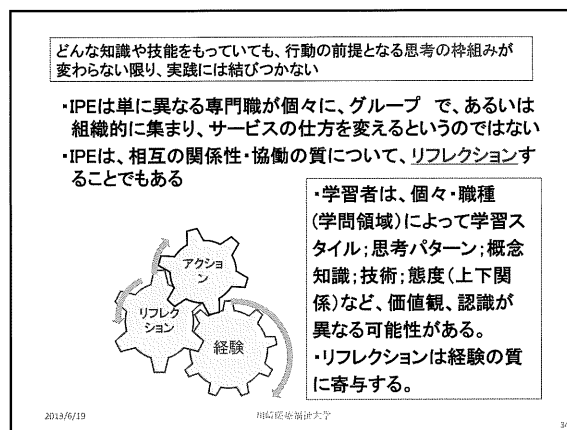 どんな知識や技能をもっていても、行動の前提となる思考の枠組みが
変わらない限り、実践には結びつかない
・IPEは単に異なる専門職が個々に、グループ で、あるいは
組織的に集まり、サービスの仕方を変えるというのではない
・IPEは、相互の関係性・協働の質について、リフレクションす
ることでもある
アクショ
ン
リフレク
ション
経験
・学習者は、個々・職種
(学問領域)によって学習ス
タイル;思考パターン;概念
知識;技術;態度(上下関
係)など、価値観、認識が
異なる可能性がある。
・リフレクションは経験の質
に寄与する。
2013/6/19
川崎医療福祉大学
34